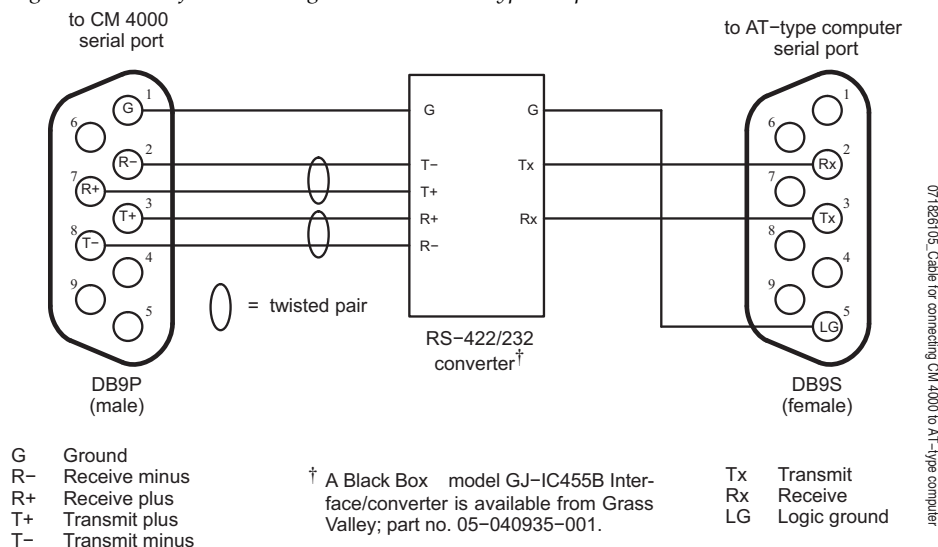 to CM 4000
serial port
to AT−type computer
serial port
1
G
6
2
R−
7
R+
3
T+
8
T−
4
9
5
G
T−
T+
R+
R−
G
Tx
Rx
1
6
2
Rx
7
3
Tx
8
4
9
5
LG
= twisted pair
RS−422/232
converter†
DB9P
(male)
DB9S
(female)
G Ground
R− Receive minus
R+ Receive plus
T+ Transmit plus
T− Transmit minus
† A Black Box model GJ−IC455B Inter-
face/converter is available from Grass
Valley; part no. 05−040935−001.
Tx Transmit
Rx Receive
LG Logic ground
071826105_Cable for connecting CM 4000 to AT−type computer